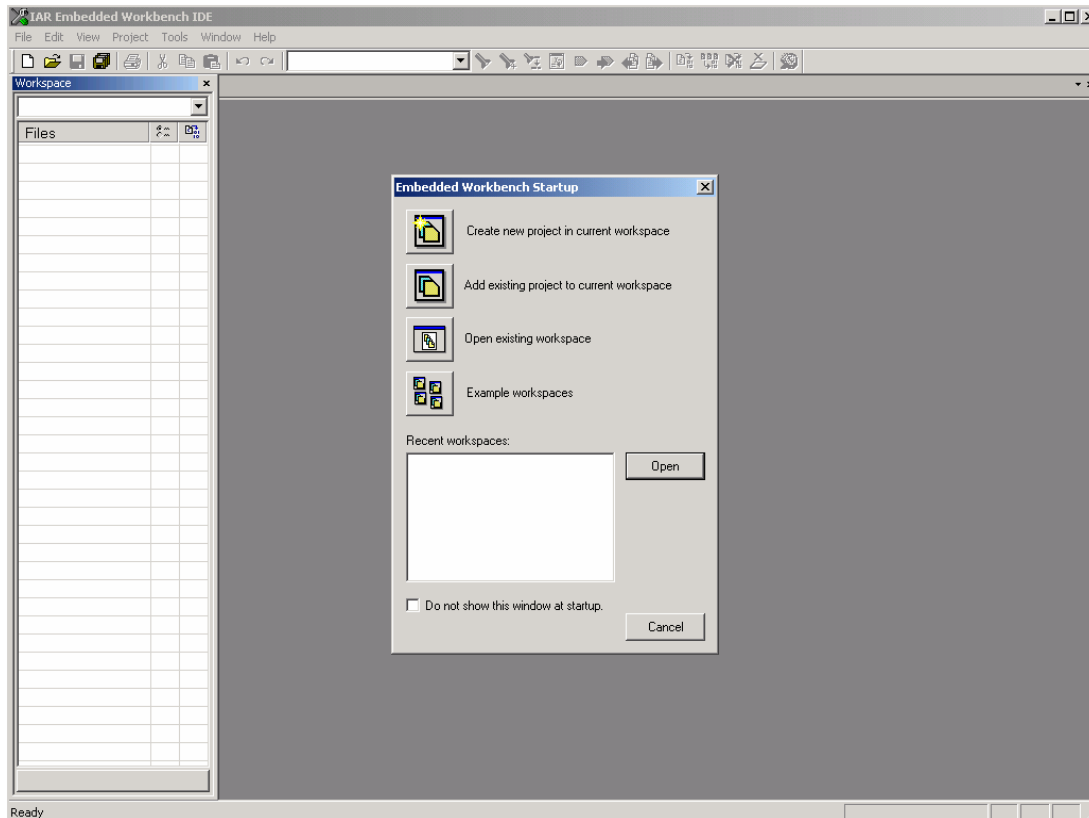 IAR Embedded Workbench IDE
File Edit View Project Tools Window Help
Workspace
Files
Embedded Workbench Startup
Create new project in current workspace
Add existing project to current workspace
Open existing workspace
Example workspaces
Recent workspaces:
Open
Do not show this window at startup.
Cancel
Ready